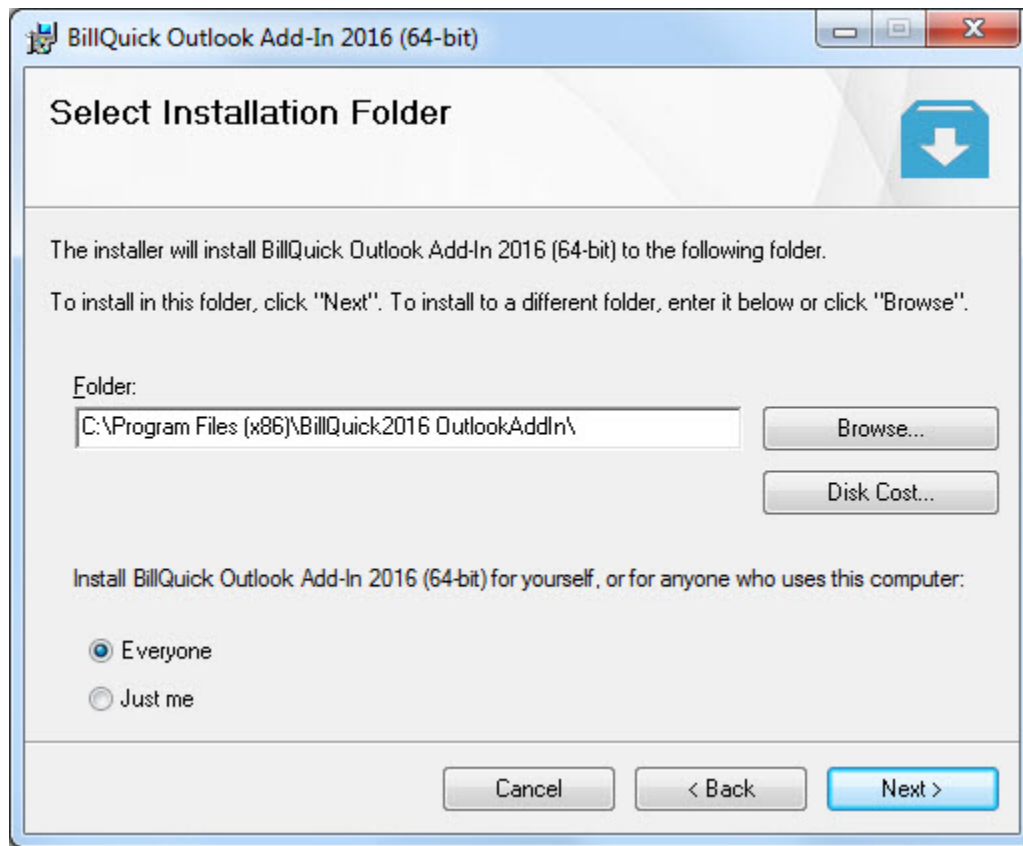 BillQuick Outlook Add-In 2016 (64-bit)
Select Installation Folder
The installer will install BillQuick Outlook Add-In 2016 (64-bit) to the following folder.
To install in this folder, click "Next". To install to a different folder, enter it below or click "Browse".
Folder:
C:\Program Files (x86)\BillQuick2016 OutlookAddIn\
Browse...
Disk Cost...
Install BillQuick Outlook Add-In 2016 (64-bit) for yourself, or for anyone who uses this computer:
Everyone
Just me
Cancel
< Back
Next >